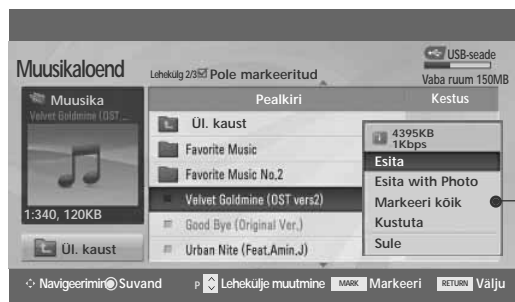 USB-seade
Muusikaloend
Lehekülg 2/3 Pole markeeritud
Vaba ruum 150MB
Muusika
Pealkiri
Kestus
Velvet Goldmine (OST ...
Ül. kaust
Favorite Music
Favorite Music No.2
Velvet Goldmine (OST vers2)
Good Bye (Original Ver.)
Urban Nite (Feat.Amin.J)
1:340, 120KB
Ül. kaust
4395KB
1Kbps
Esita
Esita with Photo
Markeeri kõik
Kustuta
Sule
Navigeerimin Suvand
P Lehekülje muutmine
MARK Markeeri
RETURN Välju